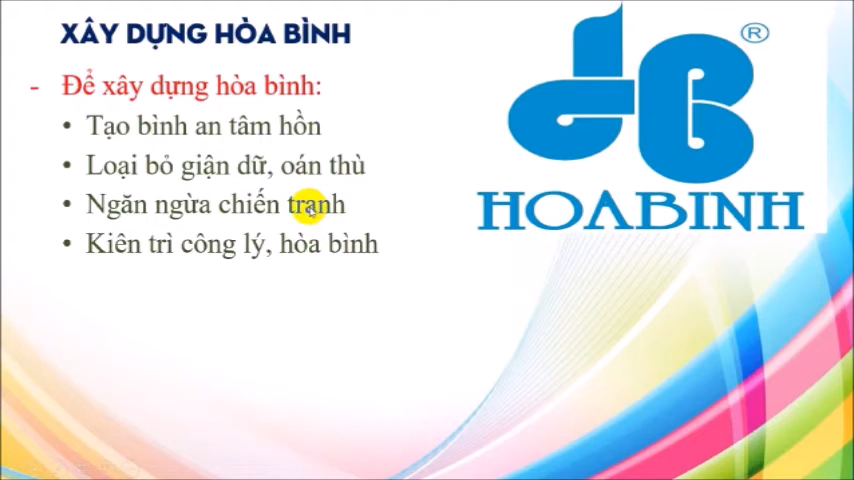 XÂY DỰNG HÒA BÌNH
- Để xây dựng hòa bình:
• Tạo bình an tâm hồn
• Loại bỏ giận dữ, oán thù
• Ngăn ngừa chiến tranh
• Kiên trì công lý, hòa bình
®
HOABINH